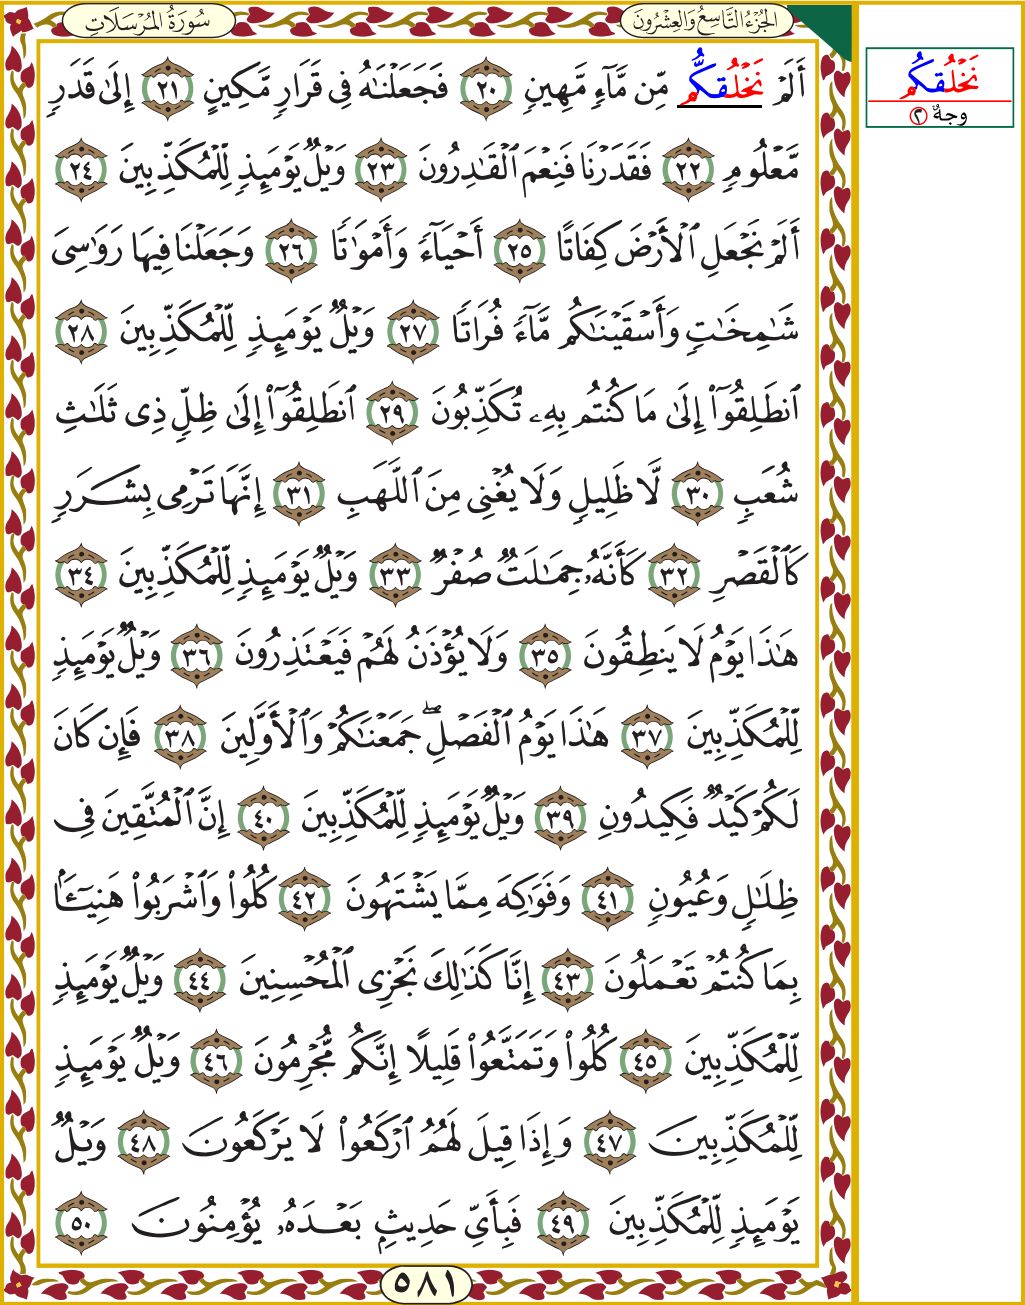 سُورَةُ المُرْسَلَات
الجُزْءُ التَّاسِعُ وَالعِشْرُونَ
أَلَمْ نَخْلُقكُّم مِّن مَّآءٖ مَّهِينٖ ٢٠ فَجَعَلْنَٰهُ فِي قَرَارٖ مَّكِينٍ ٢١ إِلَىٰ قَدَرٖ
مَّعْلُومٖ ٢٢ فَقَدَرْنَا فَنِعْمَ ٱلْقَٰدِرُونَ ٢٣ وَيْلٞ يَوْمَئِذٖ لِّلْمُكَذِّبِينَ ٢٤
أَلَمْ نَجْعَلِ ٱلْأَرْضَ كِفَاتًا ٢٥ أَحْيَآءٗ وَأَمْوَٰتٗا ٢٦ وَجَعَلْنَا فِيهَا رَوَٰسِيَ
شَٰمِخَٰتٖ وَأَسْقَيْنَٰكُم مَّآءٗ فُرَاتٗا ٢٧ وَيْلٞ يَوْمَئِذٖ لِّلْمُكَذِّبِينَ ٢٨
ٱنطَلِقُوٓاْ إِلَىٰ مَا كُنتُم بِهِۦ تُكَذِّبُونَ ٢٩ ٱنطَلِقُوٓاْ إِلَىٰ ظِلّٖ ذِي ثَلَٰثِ
شُعَبٖ ٣٠ لَّا ظَلِيلٖ وَلَا يُغْنِي مِنَ ٱللَّهَبِ ٣١ إِنَّهَا تَرْمِي بِشَرَرٖ
كَٱلْقَصْرِ ٣٢ كَأَنَّهُۥ جِمَٰلَتٞ صُفْرٞ ٣٣ وَيْلٞ يَوْمَئِذٖ لِّلْمُكَذِّبِينَ ٣٤
هَٰذَا يَوْمُ لَا يَنطِقُونَ ٣٥ وَلَا يُؤْذَنُ لَهُمْ فَيَعْتَذِرُونَ ٣٦ وَيْلٞ يَوْمَئِذٖ
لِّلْمُكَذِّبِينَ ٣٧ هَٰذَا يَوْمُ ٱلْفَصْلِۖ جَمَعْنَٰكُمْ وَٱلْأَوَّلِينَ ٣٨ فَإِن كَانَ
لَكُمْ كَيْدٞ فَكِيدُونِ ٣٩ وَيْلٞ يَوْمَئِذٖ لِّلْمُكَذِّبِينَ ٤٠ إِنَّ ٱلْمُتَّقِينَ فِي
ظِلَٰلٖ وَعُيُونٖ ٤١ وَفَوَٰكِهَ مِمَّا يَشْتَهُونَ ٤٢ كُلُواْ وَٱشْرَبُواْ هَنِيٓـَٔۢا
بِمَا كُنتُمْ تَعْمَلُونَ ٤٣ إِنَّا كَذَٰلِكَ نَجْزِي ٱلْمُحْسِنِينَ ٤٤ وَيْلٞ يَوْمَئِذٖ
لِّلْمُكَذِّبِينَ ٤٥ كُلُواْ وَتَمَتَّعُواْ قَلِيلًا إِنَّكُم مُّجْرِمُونَ ٤٦ وَيْلٞ يَوْمَئِذٖ
لِّلْمُكَذِّبِينَ ٤٧ وَإِذَا قِيلَ لَهُمُ ٱرْكَعُواْ لَا يَرْكَعُونَ ٤٨ وَيْلٞ
يَوْمَئِذٖ لِّلْمُكَذِّبِينَ ٤٩ فَبِأَيِّ حَدِيثِۭ بَعْدَهُۥ يُؤْمِنُونَ ٥٠
٥٨١
نَخْلُقكُم
وجهٌ ٢